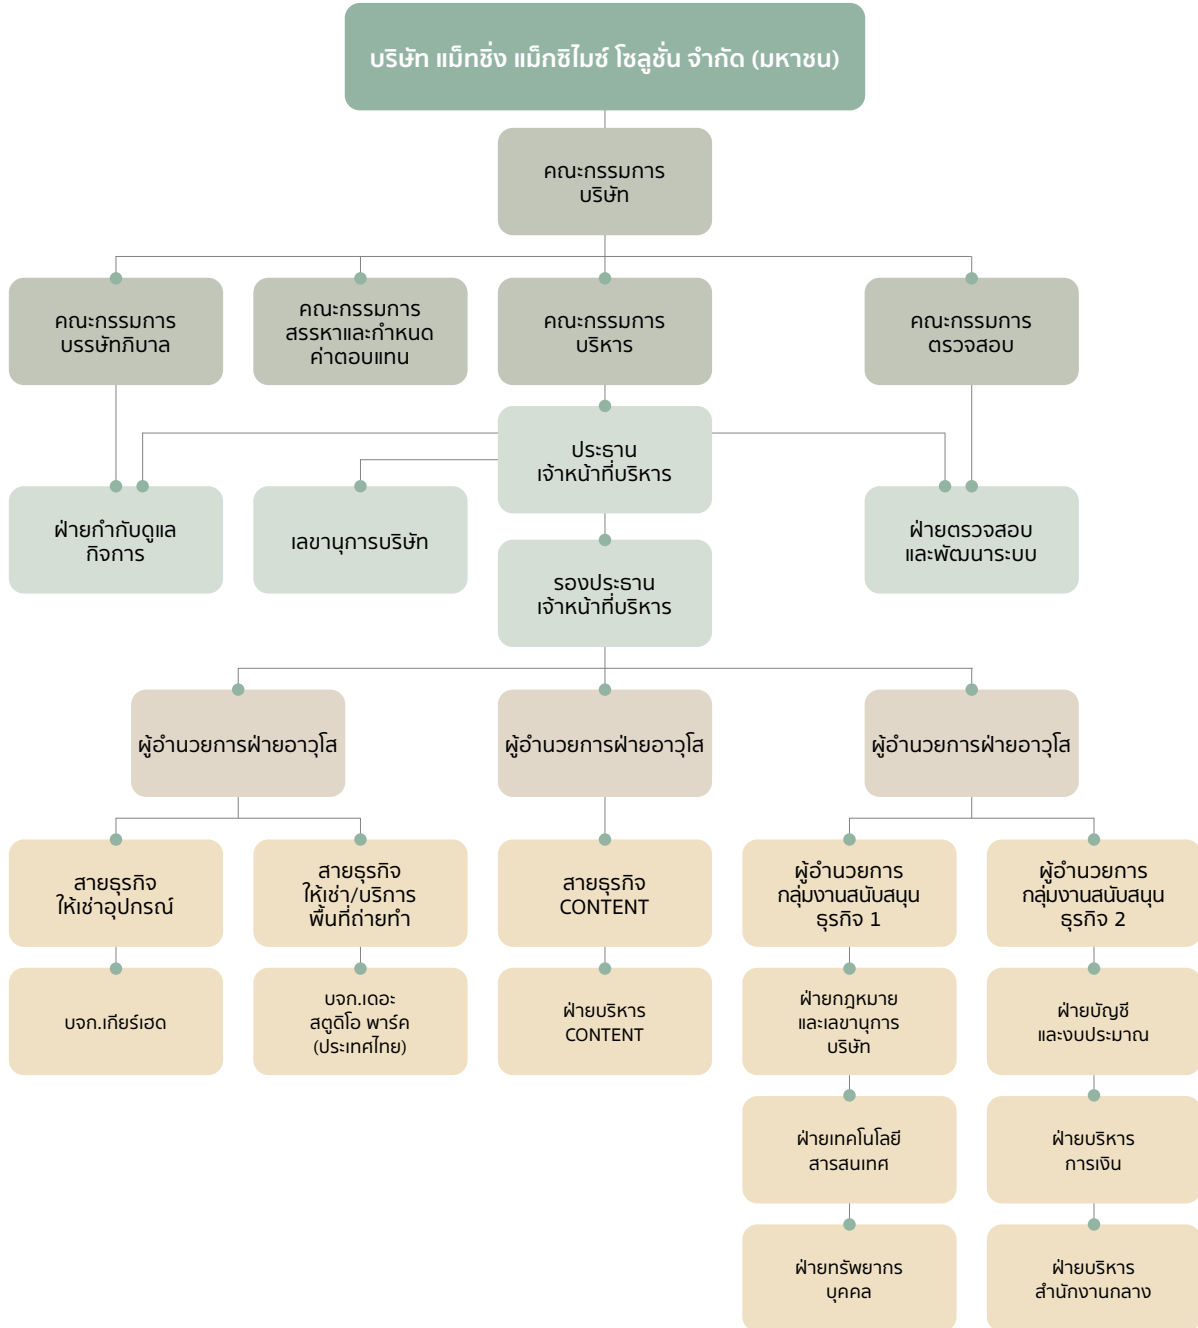 บริษัท แม็ทชิ่ง แม็กซิไมซ์ โซลูชั่น จำกัด (มหาชน)
คณะกรรมการ
บริษัท
คณะกรรมการ
บรรษัทภิบาล
คณะกรรมการ
สรรหาและกำหนด
ค่าตอบแทน
คณะกรรมการ
บริหาร
คณะกรรมการ
ตรวจสอบ
ประธาน
เจ้าหน้าที่บริหาร
ฝ่ายกำกับดูแล
กิจการ
เลขานุการบริษัท
ฝ่ายตรวจสอบ
และพัฒนาระบบ
รองประธาน
เจ้าหน้าที่บริหาร
ผู้อำนวยการฝ่ายอาวุโส
ผู้อำนวยการฝ่ายอาวุโส
ผู้อำนวยการฝ่ายอาวุโส
สายธุรกิจ
ให้เช่าอุปกรณ์
สายธุรกิจ
ให้เช่า/บริการ
พื้นที่ถ่ายทำ
สายธุรกิจ
CONTENT
ผู้อำนวยการ
กลุ่มงานสนับสนุน
ธุรกิจ 1
ผู้อำนวยการ
กลุ่มงานสนับสนุน
ธุรกิจ 2
บจก.เกียร์เฮด
บจก.เดอะ
สตูดิโอ พาร์ค
(ประเทศไทย)
ฝ่ายบริหาร
CONTENT
ฝ่ายกฎหมาย
และเลขานุการ
บริษัท
ฝ่ายบัญชี
และงบประมาณ
ฝ่ายเทคโนโลยี
สารสนเทศ
ฝ่ายบริหาร
การเงิน
ฝ่ายทรัพยากร
บุคคล
ฝ่ายบริหาร
สำนักงานกลาง